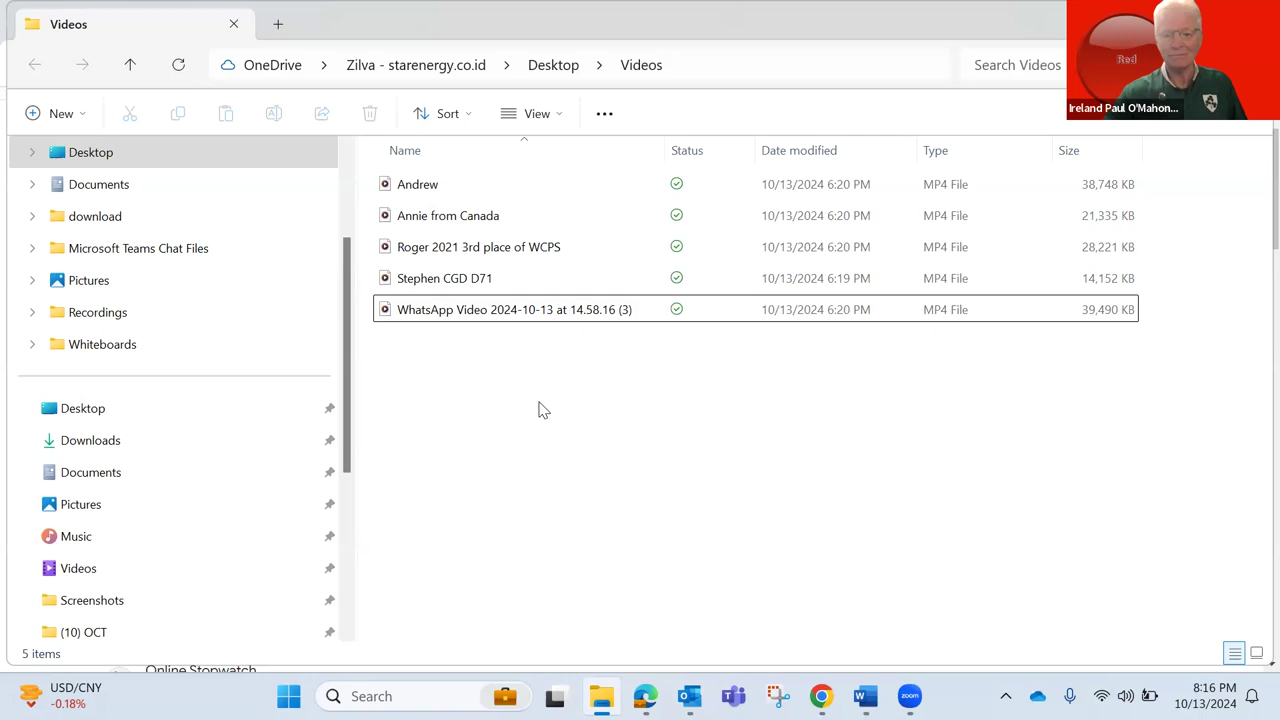 Videos
OneDrive > Zilva - starenergy.co.id > Desktop > Videos
Search Videos
Red
Ireland Paul O'Mahon...
New
Sort
View
Desktop
Documents
download
Microsoft Teams Chat Files
Pictures
Recordings
Whiteboards
Desktop
Downloads
Documents
Pictures
Music
Videos
Screenshots
(10) OCT
Name Status Date modified Type Size
Andrew 10/13/2024 6:20 PM MP4 File 38,748 KB
Annie from Canada 10/13/2024 6:20 PM MP4 File 21,335 KB
Roger 2021 3rd place of WCPS 10/13/2024 6:20 PM MP4 File 28,221 KB
Stephen CGD D71 10/13/2024 6:19 PM MP4 File 14,152 KB
WhatsApp Video 2024-10-13 at 14.58.16 (3) 10/13/2024 6:20 PM MP4 File 39,490 KB
5 items
Online Stopwatch
USD/CNY
-0.18%
Search
zoom
8:16 PM
10/13/2024